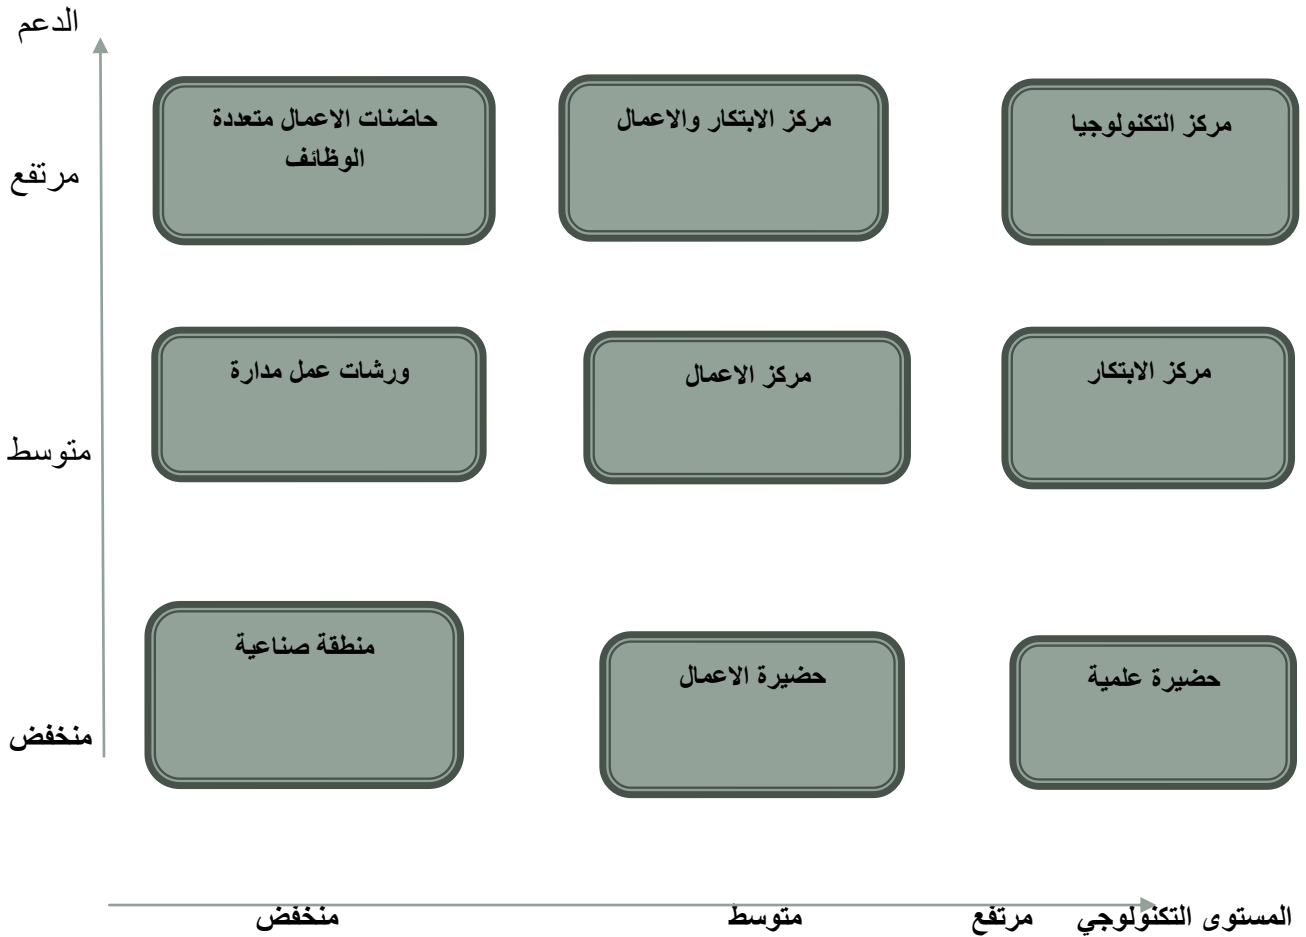 الدعم
مرتفع
حاضنات الاعمال متعددة
الوظائف
مركز الابتكار والاعمال
مركز التكنولوجيا
متوسط
ورشات عمل مدارة
مركز الاعمال
مركز الابتكار
منخفض
منطقة صناعية
حضيرة الاعمال
حضيرة علمية
منخفض
متوسط
مرتفع
المستوى التكنولوجي